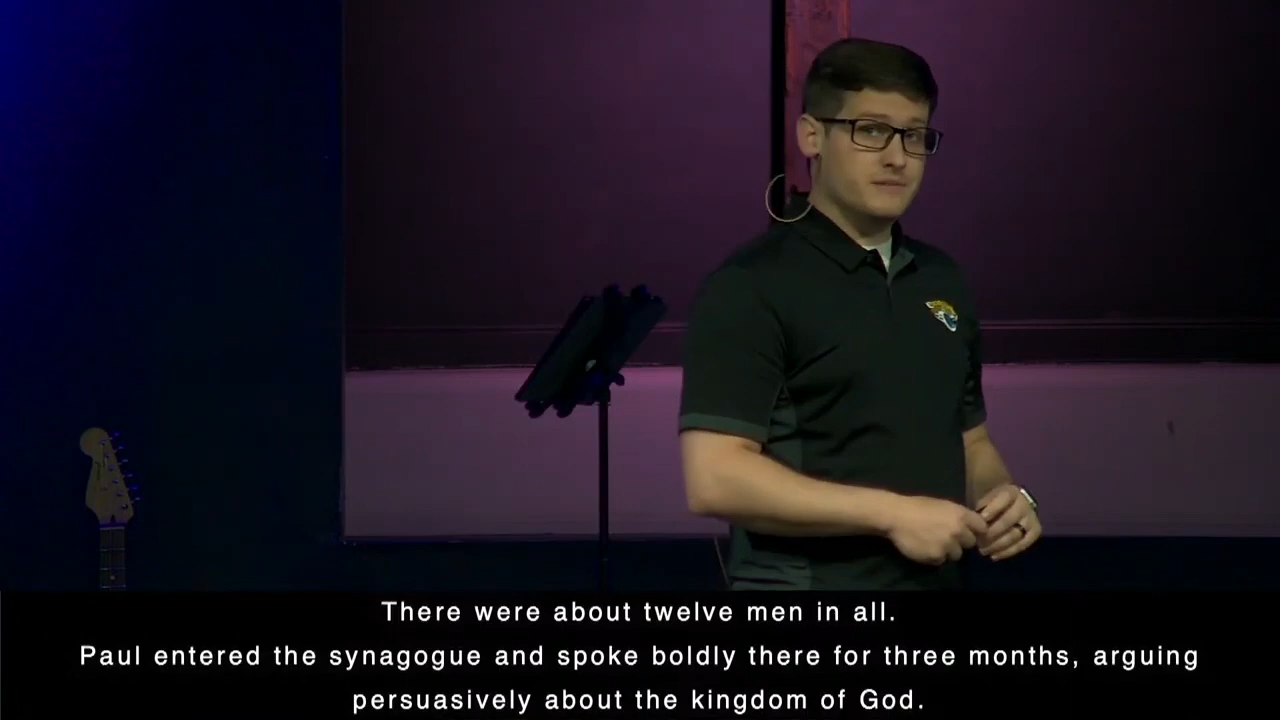 There were about twelve men in all.
Paul entered the synagogue and spoke boldly there for three months, arguing
persuasively about the kingdom of God.